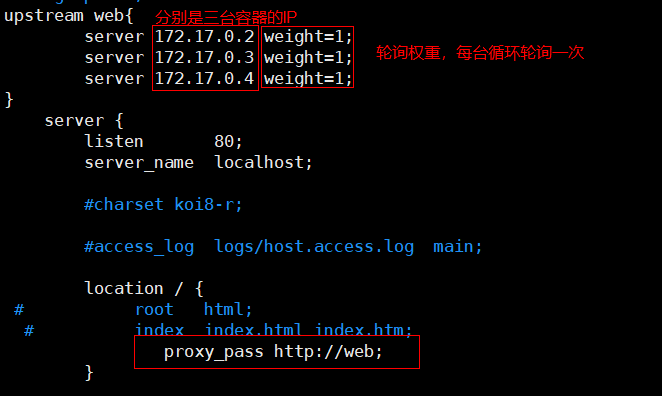 upstream web{ 分别是三台容器的IP
server 172.17.0.2 weight=1;
server 172.17.0.3 weight=1; 轮词权重，每台循环轮词一次
server 172.17.0.4 weight=1;
}
server {
listen 80;
server_name localhost;
#charset koi8-r;
#access_log logs/host.access.log main;
location / {
# root html;
# index index.html index.htm;
proxy_pass http://web;
}